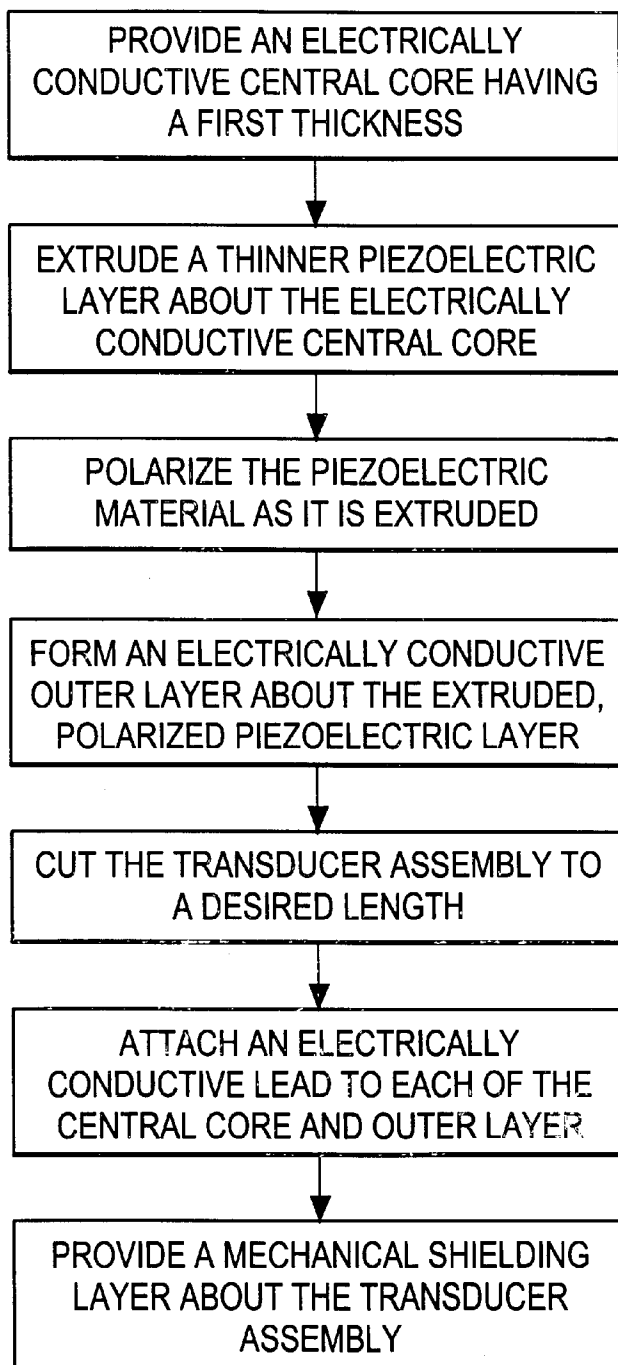 PROVIDE AN ELECTRICALLY
CONDUCTIVE CENTRAL CORE HAVING
A FIRST THICKNESS
EXTRUDE A THINNER PIEZOELECTRIC
LAYER ABOUT THE ELECTRICALLY
CONDUCTIVE CENTRAL CORE
POLARIZE THE PIEZOELECTRIC
MATERIAL AS IT IS EXTRUDED
FORM AN ELECTRICALLY CONDUCTIVE
OUTER LAYER ABOUT THE EXTRUDED,
POLARIZED PIEZOELECTRIC LAYER
CUT THE TRANSDUCER ASSEMBLY TO
A DESIRED LENGTH
ATTACH AN ELECTRICALLY
CONDUCTIVE LEAD TO EACH OF THE
CENTRAL CORE AND OUTER LAYER
PROVIDE A MECHANICAL SHIELDING
LAYER ABOUT THE TRANSDUCER
ASSEMBLY